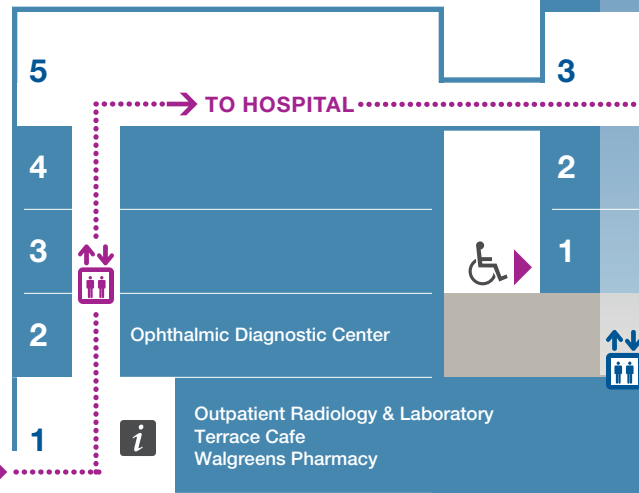 5
3
TO HOSPITAL
4
2
3
1
2
Ophthalmic Diagnostic Center
1
i
Outpatient Radiology & Laboratory
Terrace Cafe
Walgreens Pharmacy